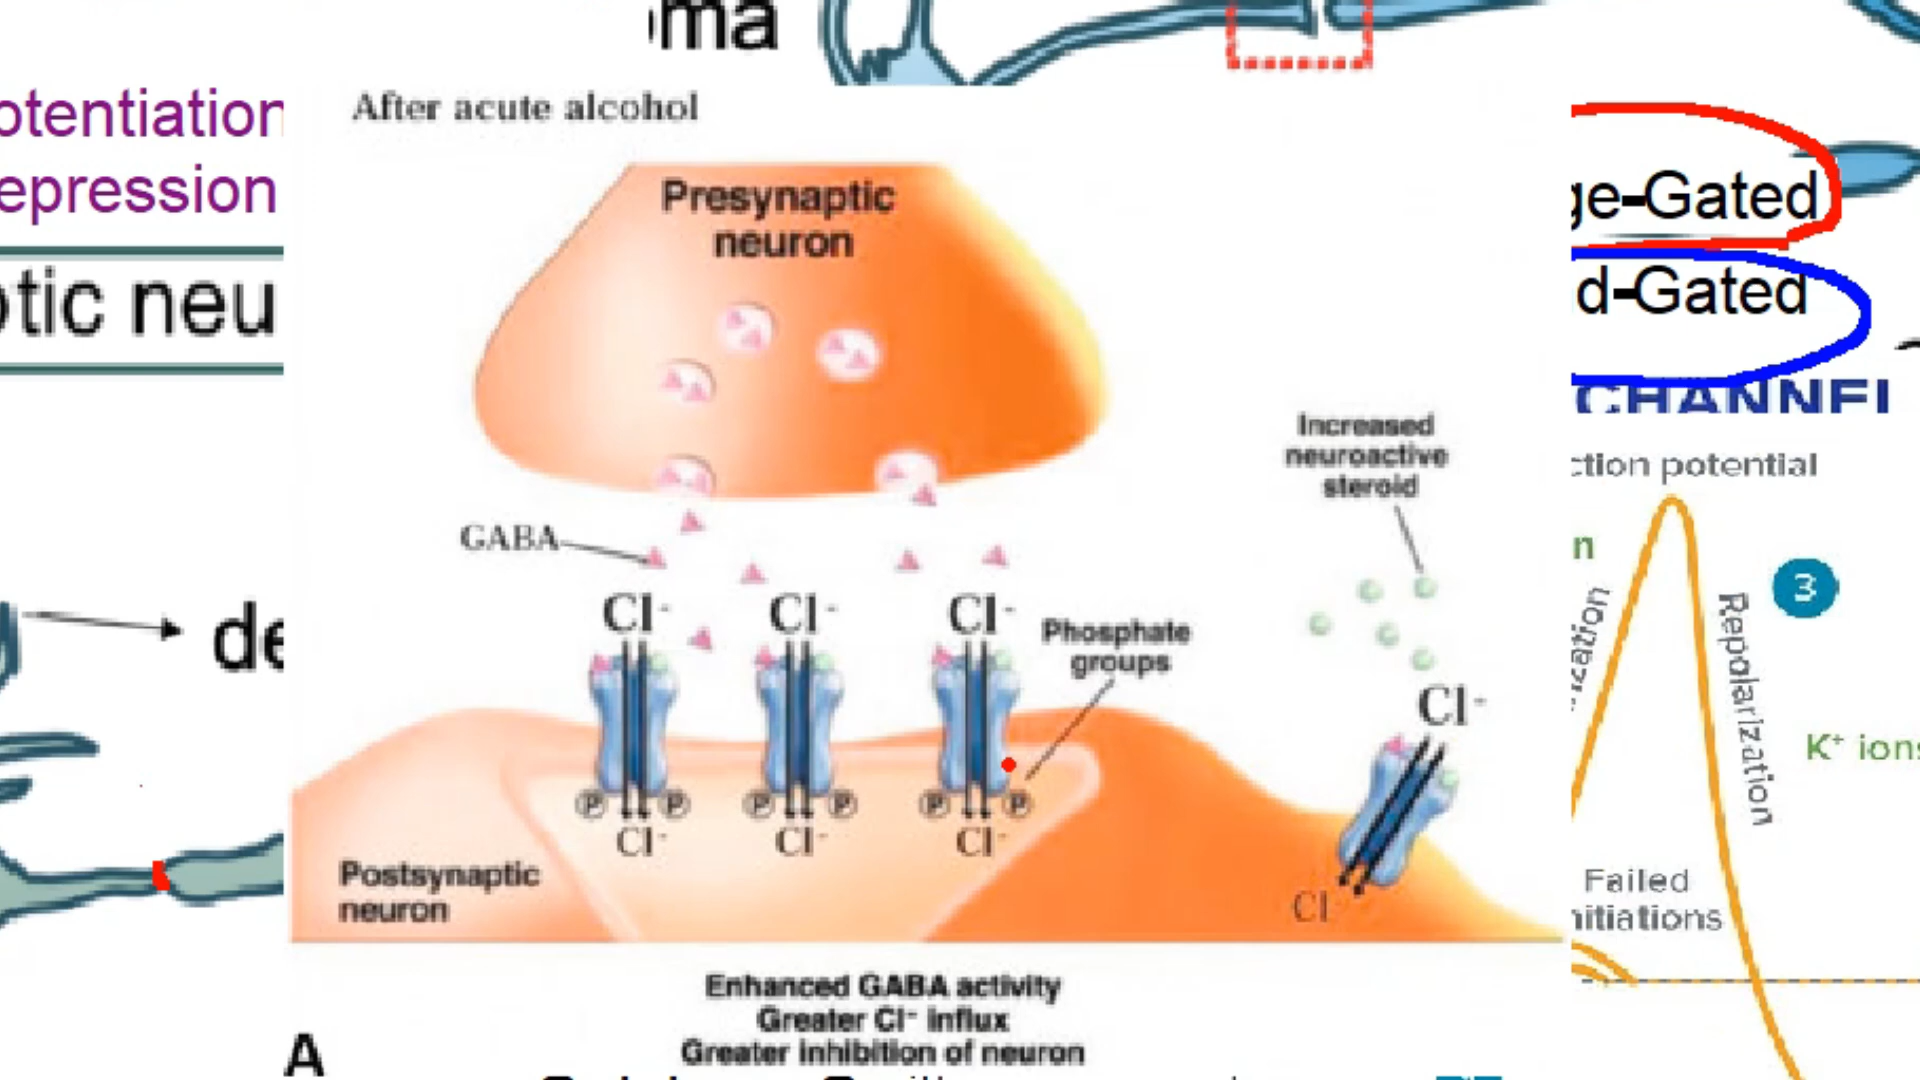 ma
After acute alcohol
otentiation
epression
Presynaptic
neuron
ge-Gated
d-Gated
ptic neu
CHANNEL
ction potential
Increased
neuroactive
steroid
GABA
n
3
Repolarization
zation
Cl-
Cl-
Cl-
Phosphate
groups
de
Cl-
K+ ions
P P
P P
P P
Cl-
Cl-
Cl-
Postsynaptic
neuron
Cl
Failed
nitiations
Enhanced GABA activity
Greater Cl- influx
Greater inhibition of neuron
A